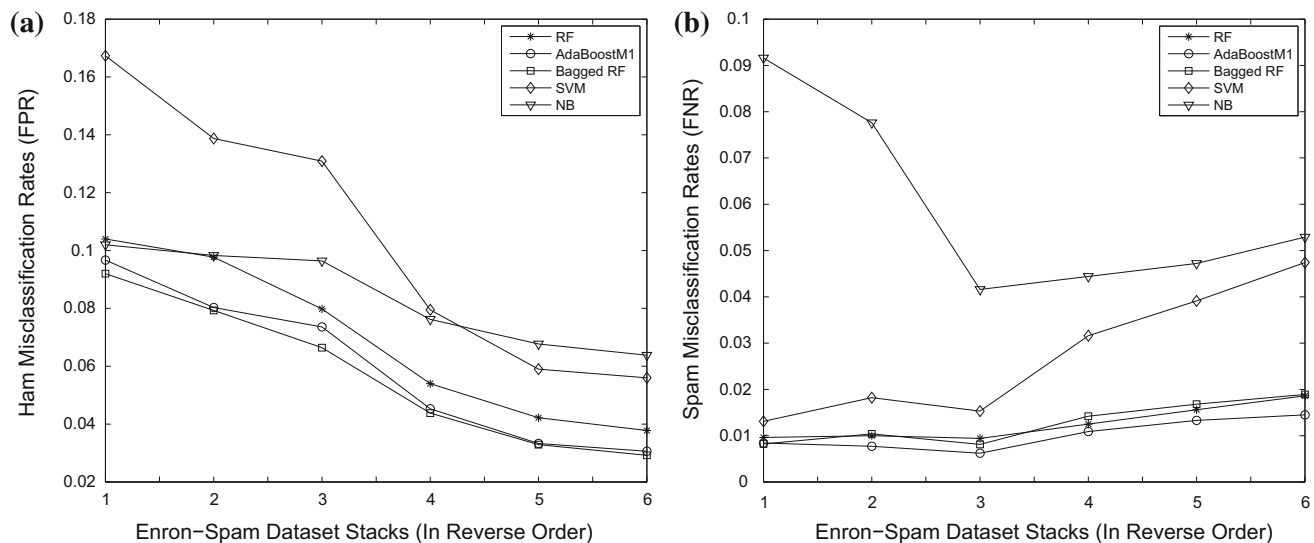 (a)
0.18
0.16
0.14
0.12
0.1
0.08
0.06
0.04
0.02
Ham Misclassification Rates (FPR)
1 2 3 4 5 6
Enron−Spam Dataset Stacks (In Reverse Order)
RF
AdaBoostM1
Bagged RF
SVM
NB
(b)
0.1
0.09
0.08
0.07
0.06
0.05
0.04
0.03
0.02
0.01
0
Spam Misclassification Rates (FNR)
1 2 3 4 5 6
Enron−Spam Dataset Stacks (In Reverse Order)
RF
AdaBoostM1
Bagged RF
SVM
NB